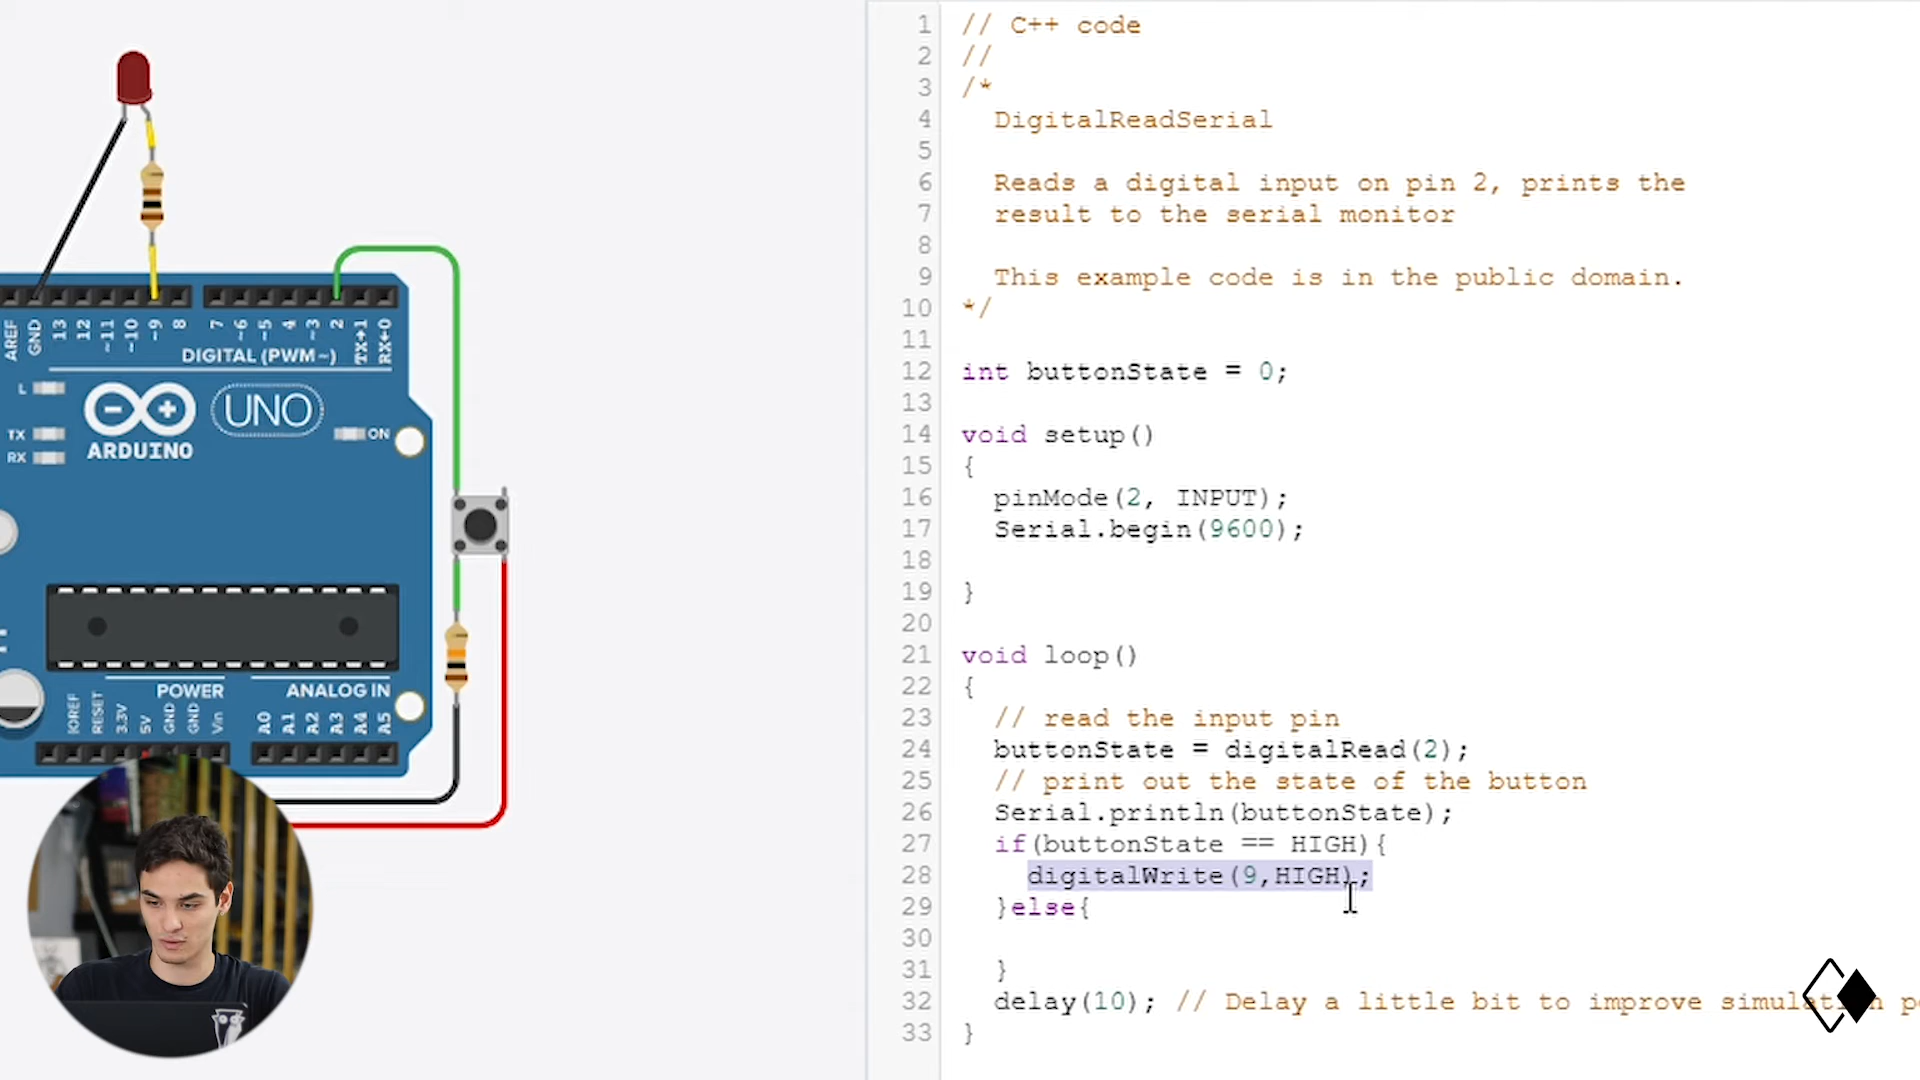 AREF
GND
13
12
~11
~10
~9
8
7
~6
~5
4
~3
2
TX→1
RX←0
DIGITAL (PWM~)
L
TX
RX
ARDUINO
UNO
ON
POWER
ANALOG IN
IOREF
RESET
3.3V
5V
GND
GND
Vin
A0
A1
A2
A3
A4
A5
1 // C++ code
2 //
3 /*
4 DigitalReadSerial
5
6 Reads a digital input on pin 2, prints the
7 result to the serial monitor
8
9 This example code is in the public domain.
10 */
11
12 int buttonState = 0;
13
14 void setup()
15 {
16 pinMode(2, INPUT);
17 Serial.begin(9600);
18
19 }
20
21 void loop()
22 {
23 // read the input pin
24 buttonState = digitalRead(2);
25 // print out the state of the button
26 Serial.println(buttonState);
27 if(buttonState == HIGH){
28 digitalWrite(9,HIGH);
29 }else{
30
31 }
32 delay(10); // Delay a little bit to improve simulation
33 }